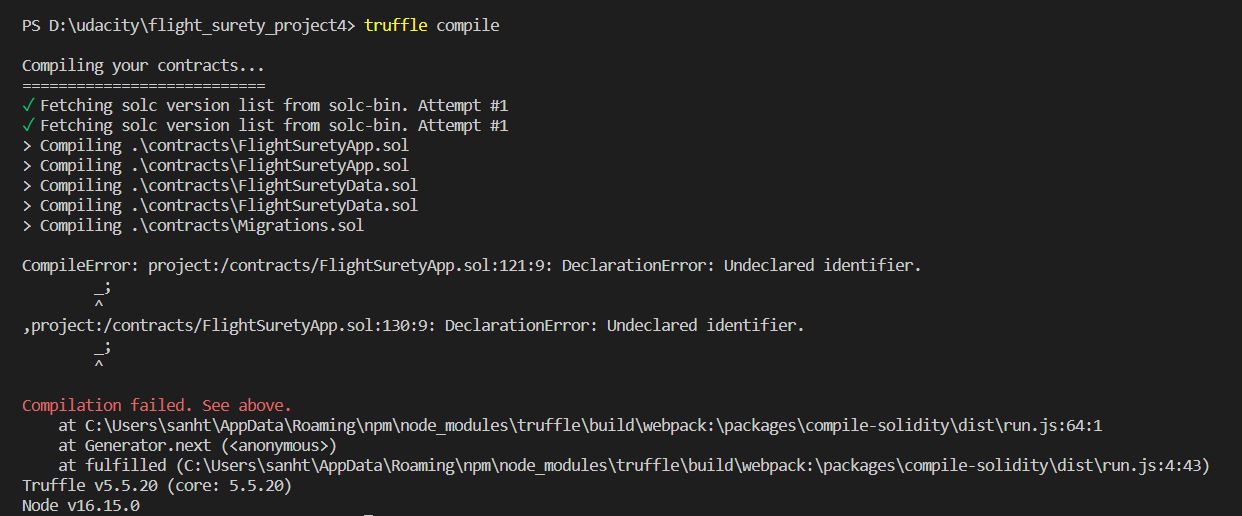 PS D:\udacity\flight_surety_project4> truffle compile
Compiling your contracts...
===========================
✓ Fetching solc version list from solc-bin. Attempt #1
✓ Fetching solc version list from solc-bin. Attempt #1
> Compiling .\contracts\FlightSuretyApp.sol
> Compiling .\contracts\FlightSuretyApp.sol
> Compiling .\contracts\FlightSuretyData.sol
> Compiling .\contracts\FlightSuretyData.sol
> Compiling .\contracts\Migrations.sol
CompileError: project:/contracts/FlightSuretyApp.sol:121:9: DeclarationError: Undeclared identifier.
_;
^
,project:/contracts/FlightSuretyApp.sol:130:9: DeclarationError: Undeclared identifier.
_;
^
Compilation failed. See above.
at C:\Users\sanht\AppData\Roaming\npm\node_modules\truffle\build\webpack:\packages\compile-solidity\dist\run.js:64:1
at Generator.next (<anonymous>)
at fulfilled (C:\Users\sanht\AppData\Roaming\npm\node_modules\truffle\build\webpack:\packages\compile-solidity\dist\run.js:4:43)
Truffle v5.5.20 (core: 5.5.20)
Node v16.15.0